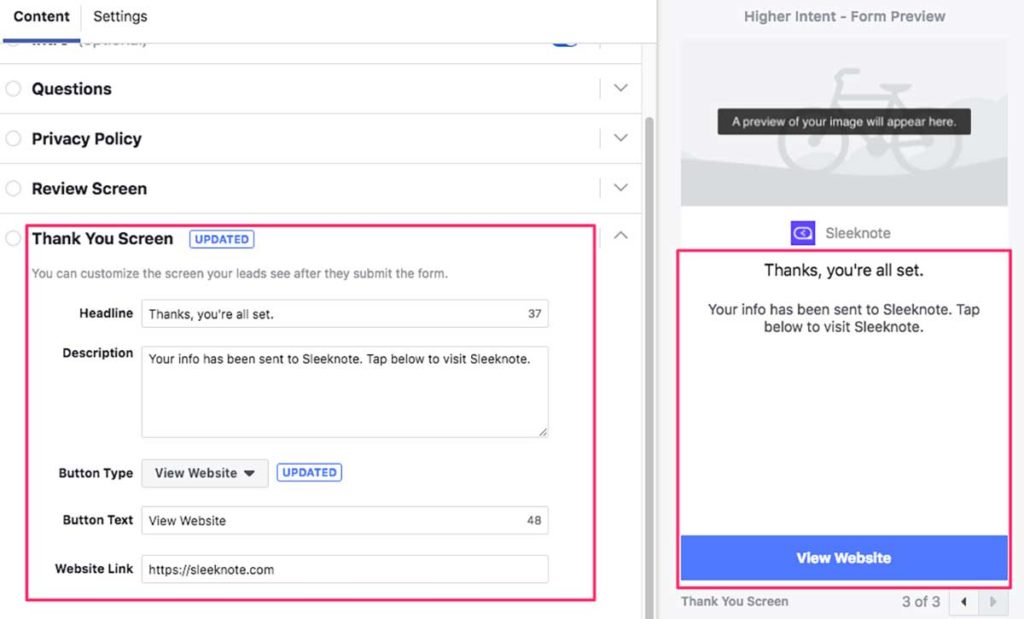 Content Settings
Intro (Optional)
Questions
Privacy Policy
Review Screen
Thank You Screen UPDATED
You can customize the screen your leads see after they submit the form.
Headline Thanks, you're all set. 37
Description Your info has been sent to Sleeknote. Tap below to visit Sleeknote.
Button Type View Website UPDATED
Button Text View Website 48
Website Link https://sleeknote.com
Higher Intent - Form Preview
A preview of your image will appear here.
Sleeknote
Thanks, you're all set.
Your info has been sent to Sleeknote. Tap
below to visit Sleeknote.
View Website
Thank You Screen 3 of 3